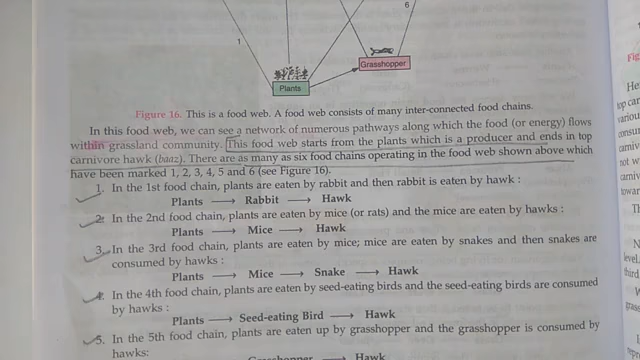 1
6
Grasshopper
Plants
Figure 16. This is a food web. A food web consists of many inter-connected food chains.
In this food web, we can see a network of numerous pathways along which the food (or energy) flows
within grassland community. This food web starts from the plants which is a producer and ends in top
carnivore hawk (baaz). There are as many as six food chains operating in the food web shown above which
have been marked 1, 2, 3, 4, 5 and 6 (see Figure 16).
1. In the 1st food chain, plants are eaten by rabbit and then rabbit is eaten by hawk :
Plants → Rabbit → Hawk
2. In the 2nd food chain, plants are eaten by mice (or rats) and the mice are eaten by hawks :
Plants → Mice → Hawk
3. In the 3rd food chain, plants are eaten by mice; mice are eaten by snakes and then snakes are
consumed by hawks :
Plants → Mice → Snake → Hawk
4. In the 4th food chain, plants are eaten by seed-eating birds and the seed-eating birds are consumed
by hawks :
Plants → Seed-eating Bird → Hawk
5. In the 5th food chain, plants are eaten up by grasshopper and the grasshopper is consumed by
hawks:
Grasshopper → Hawk